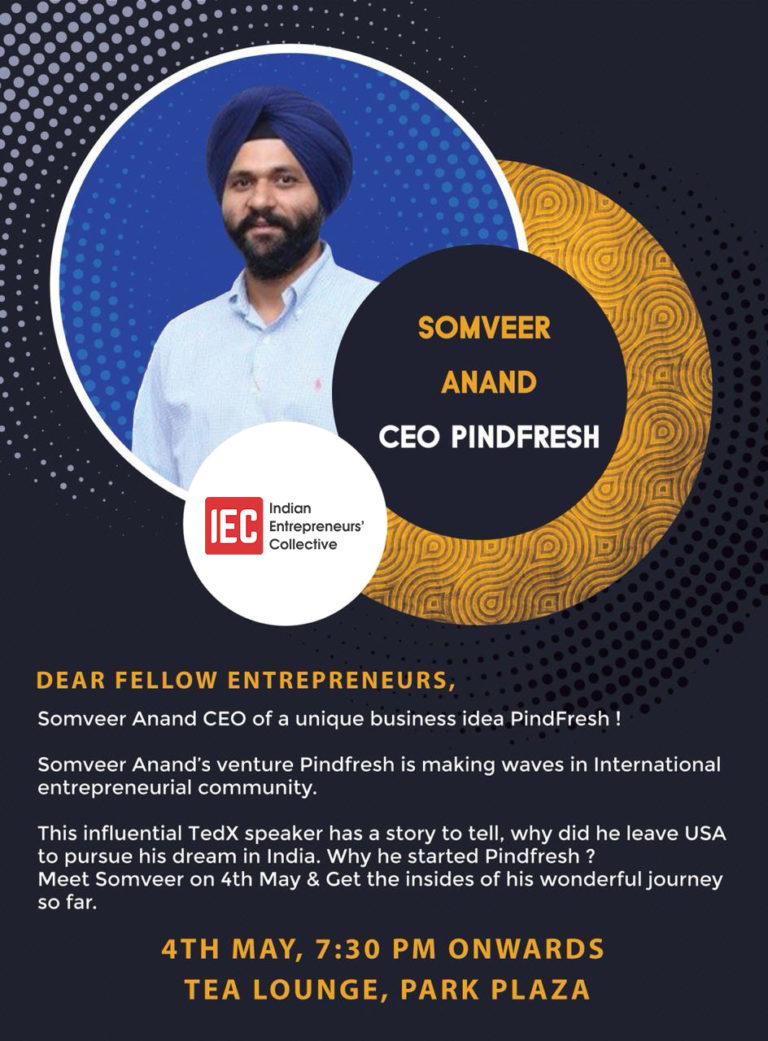 SOMVEER
ANAND
CEO PINDFRESH
IEC Indian
Entrepreneurs'
Collective
DEAR FELLOW ENTREPRENEURS,
Somveer Anand CEO of a unique business idea PindFresh !
Somveer Anand's venture Pindfresh is making waves in International
entrepreneurial community.
This influential TedX speaker has a story to tell, why did he leave USA
to pursue his dream in India. Why he started Pindfresh ?
Meet Somveer on 4th May & Get the insides of his wonderful journey
so far.
4TH MAY, 7:30 PM ONWARDS
TEA LOUNGE, PARK PLAZA